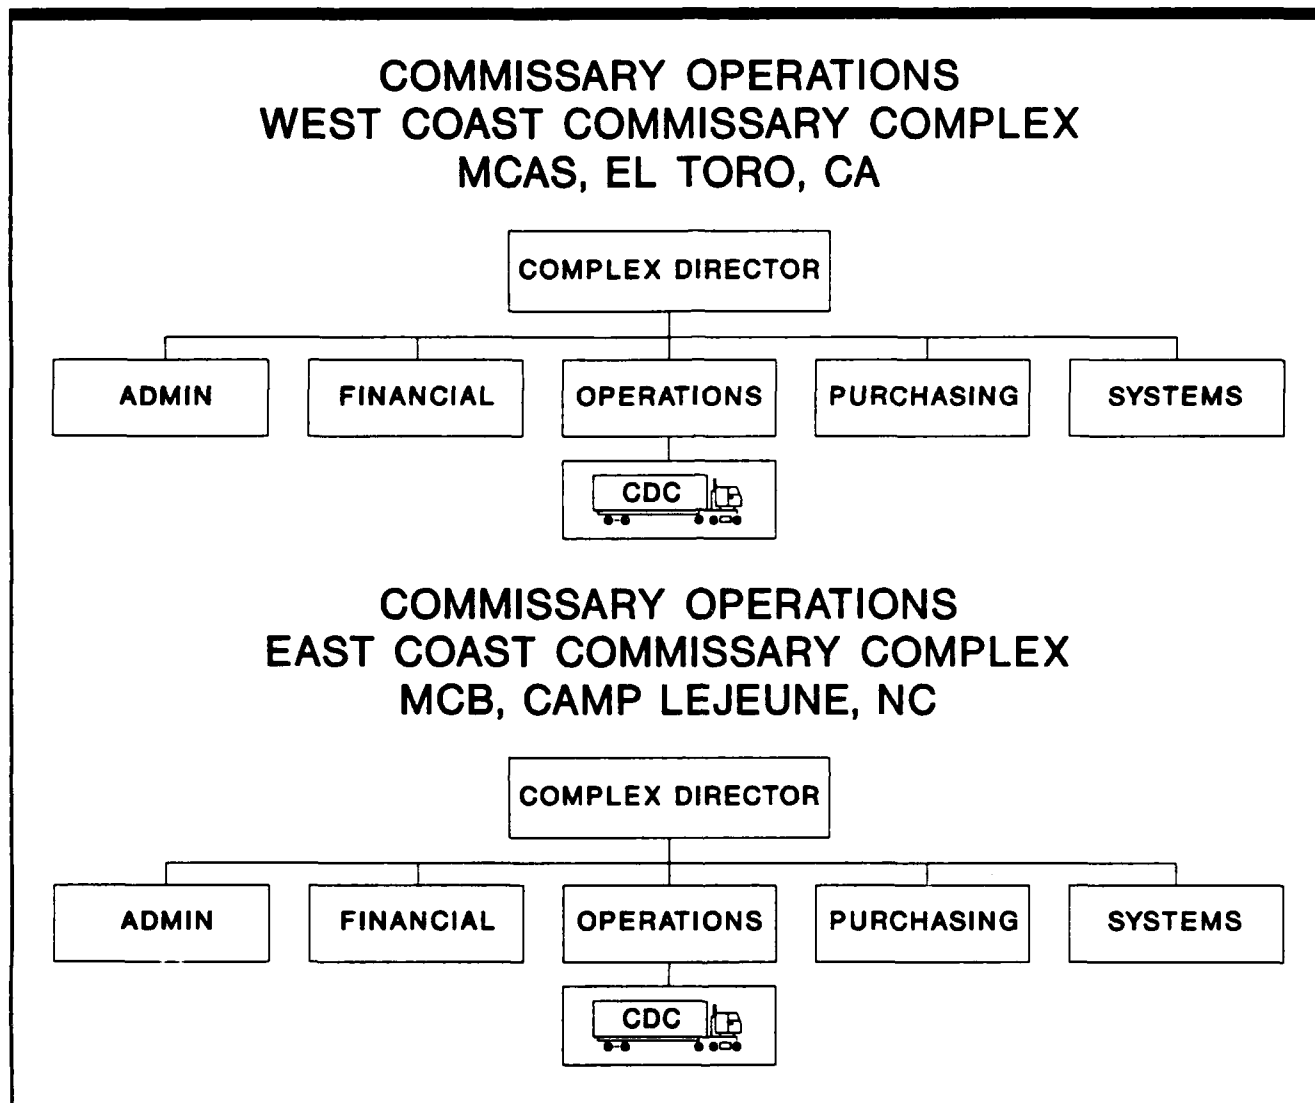 COMMISSARY OPERATIONS
WEST COAST COMMISSARY COMPLEX
MCAS, EL TORO, CA
COMPLEX DIRECTOR
ADMIN
FINANCIAL
OPERATIONS
PURCHASING
SYSTEMS
CDC
COMMISSARY OPERATIONS
EAST COAST COMMISSARY COMPLEX
MCB, CAMP LEJEUNE, NC
COMPLEX DIRECTOR
ADMIN
FINANCIAL
OPERATIONS
PURCHASING
SYSTEMS
CDC